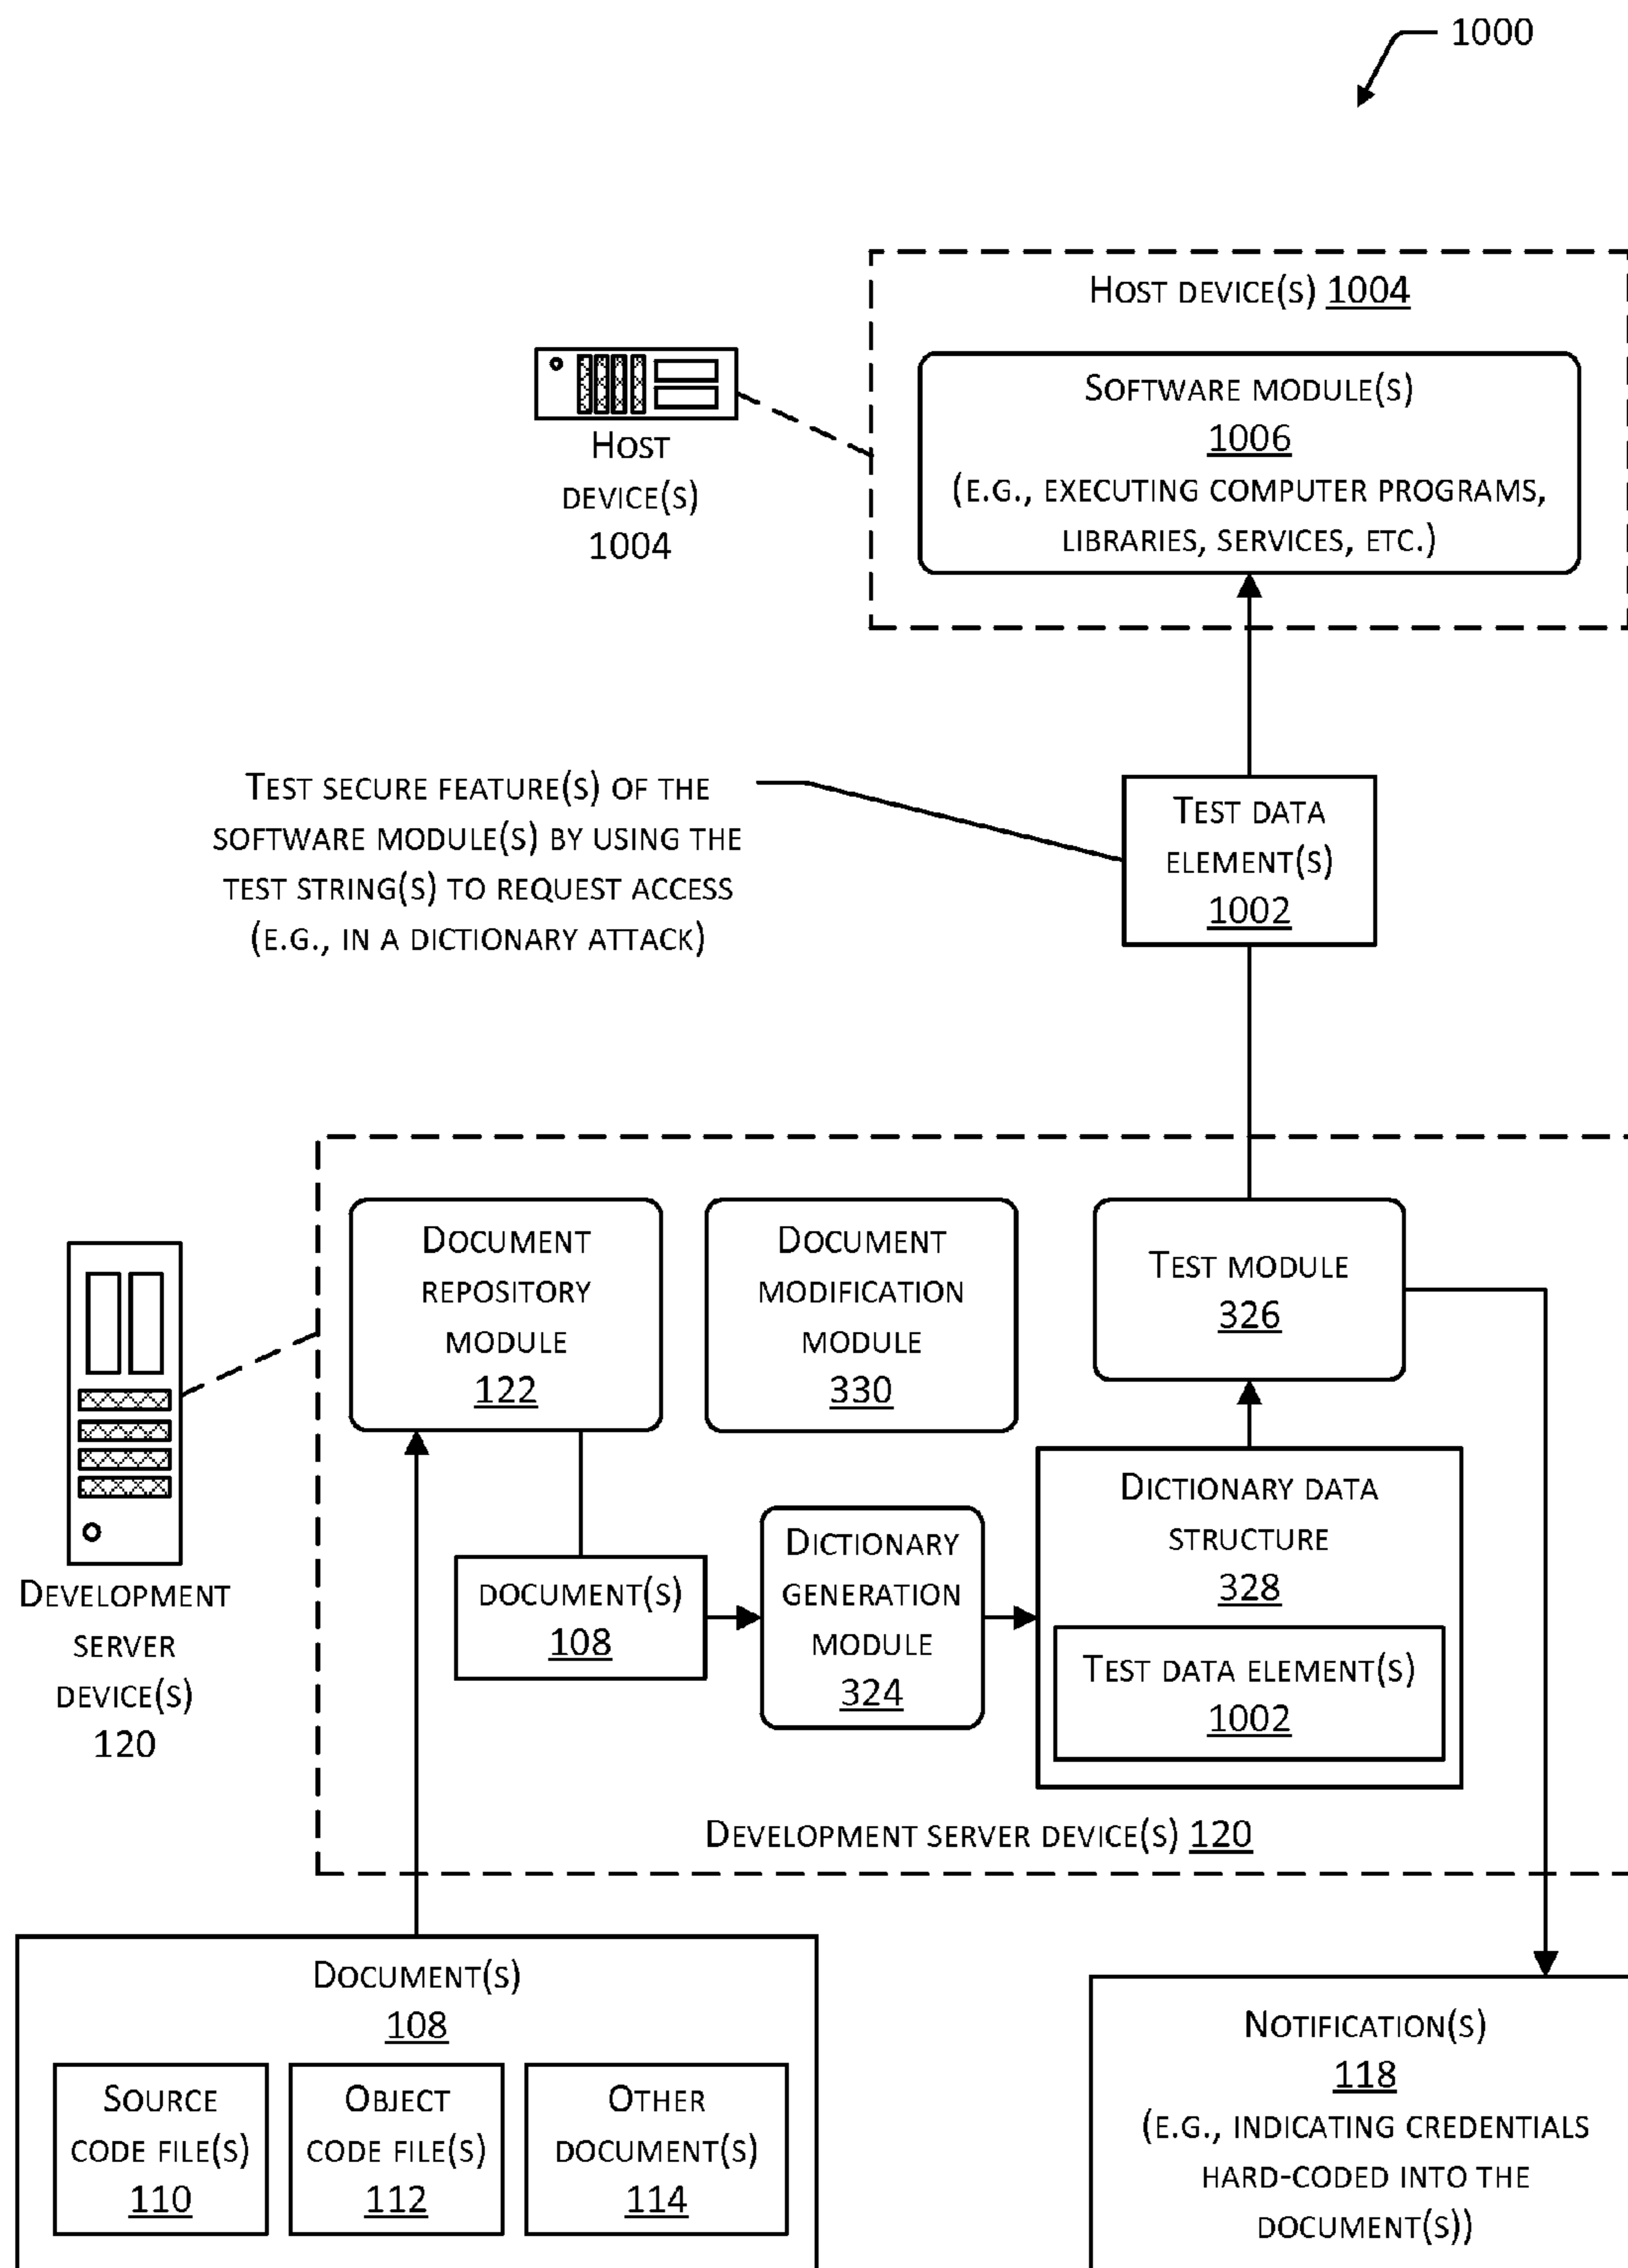 1000
Host device(s) 1004
Software module(s)
1006
(e.g., executing computer programs,
libraries, services, etc.)
Host
device(s)
1004
Test secure feature(s) of the
software module(s) by using the
test string(s) to request access
(e.g., in a dictionary attack)
Test data
element(s)
1002
Document
repository
module
122
Document
modification
module
330
Test module
326
Development
server
device(s)
120
document(s)
108
Dictionary
generation
module
324
Dictionary data
structure
328
Test data element(s)
1002
Development server device(s) 120
Document(s)
108
Source
code file(s)
110
Object
code file(s)
112
Other
document(s)
114
Notification(s)
118
(e.g., indicating credentials
hard-coded into the
document(s))